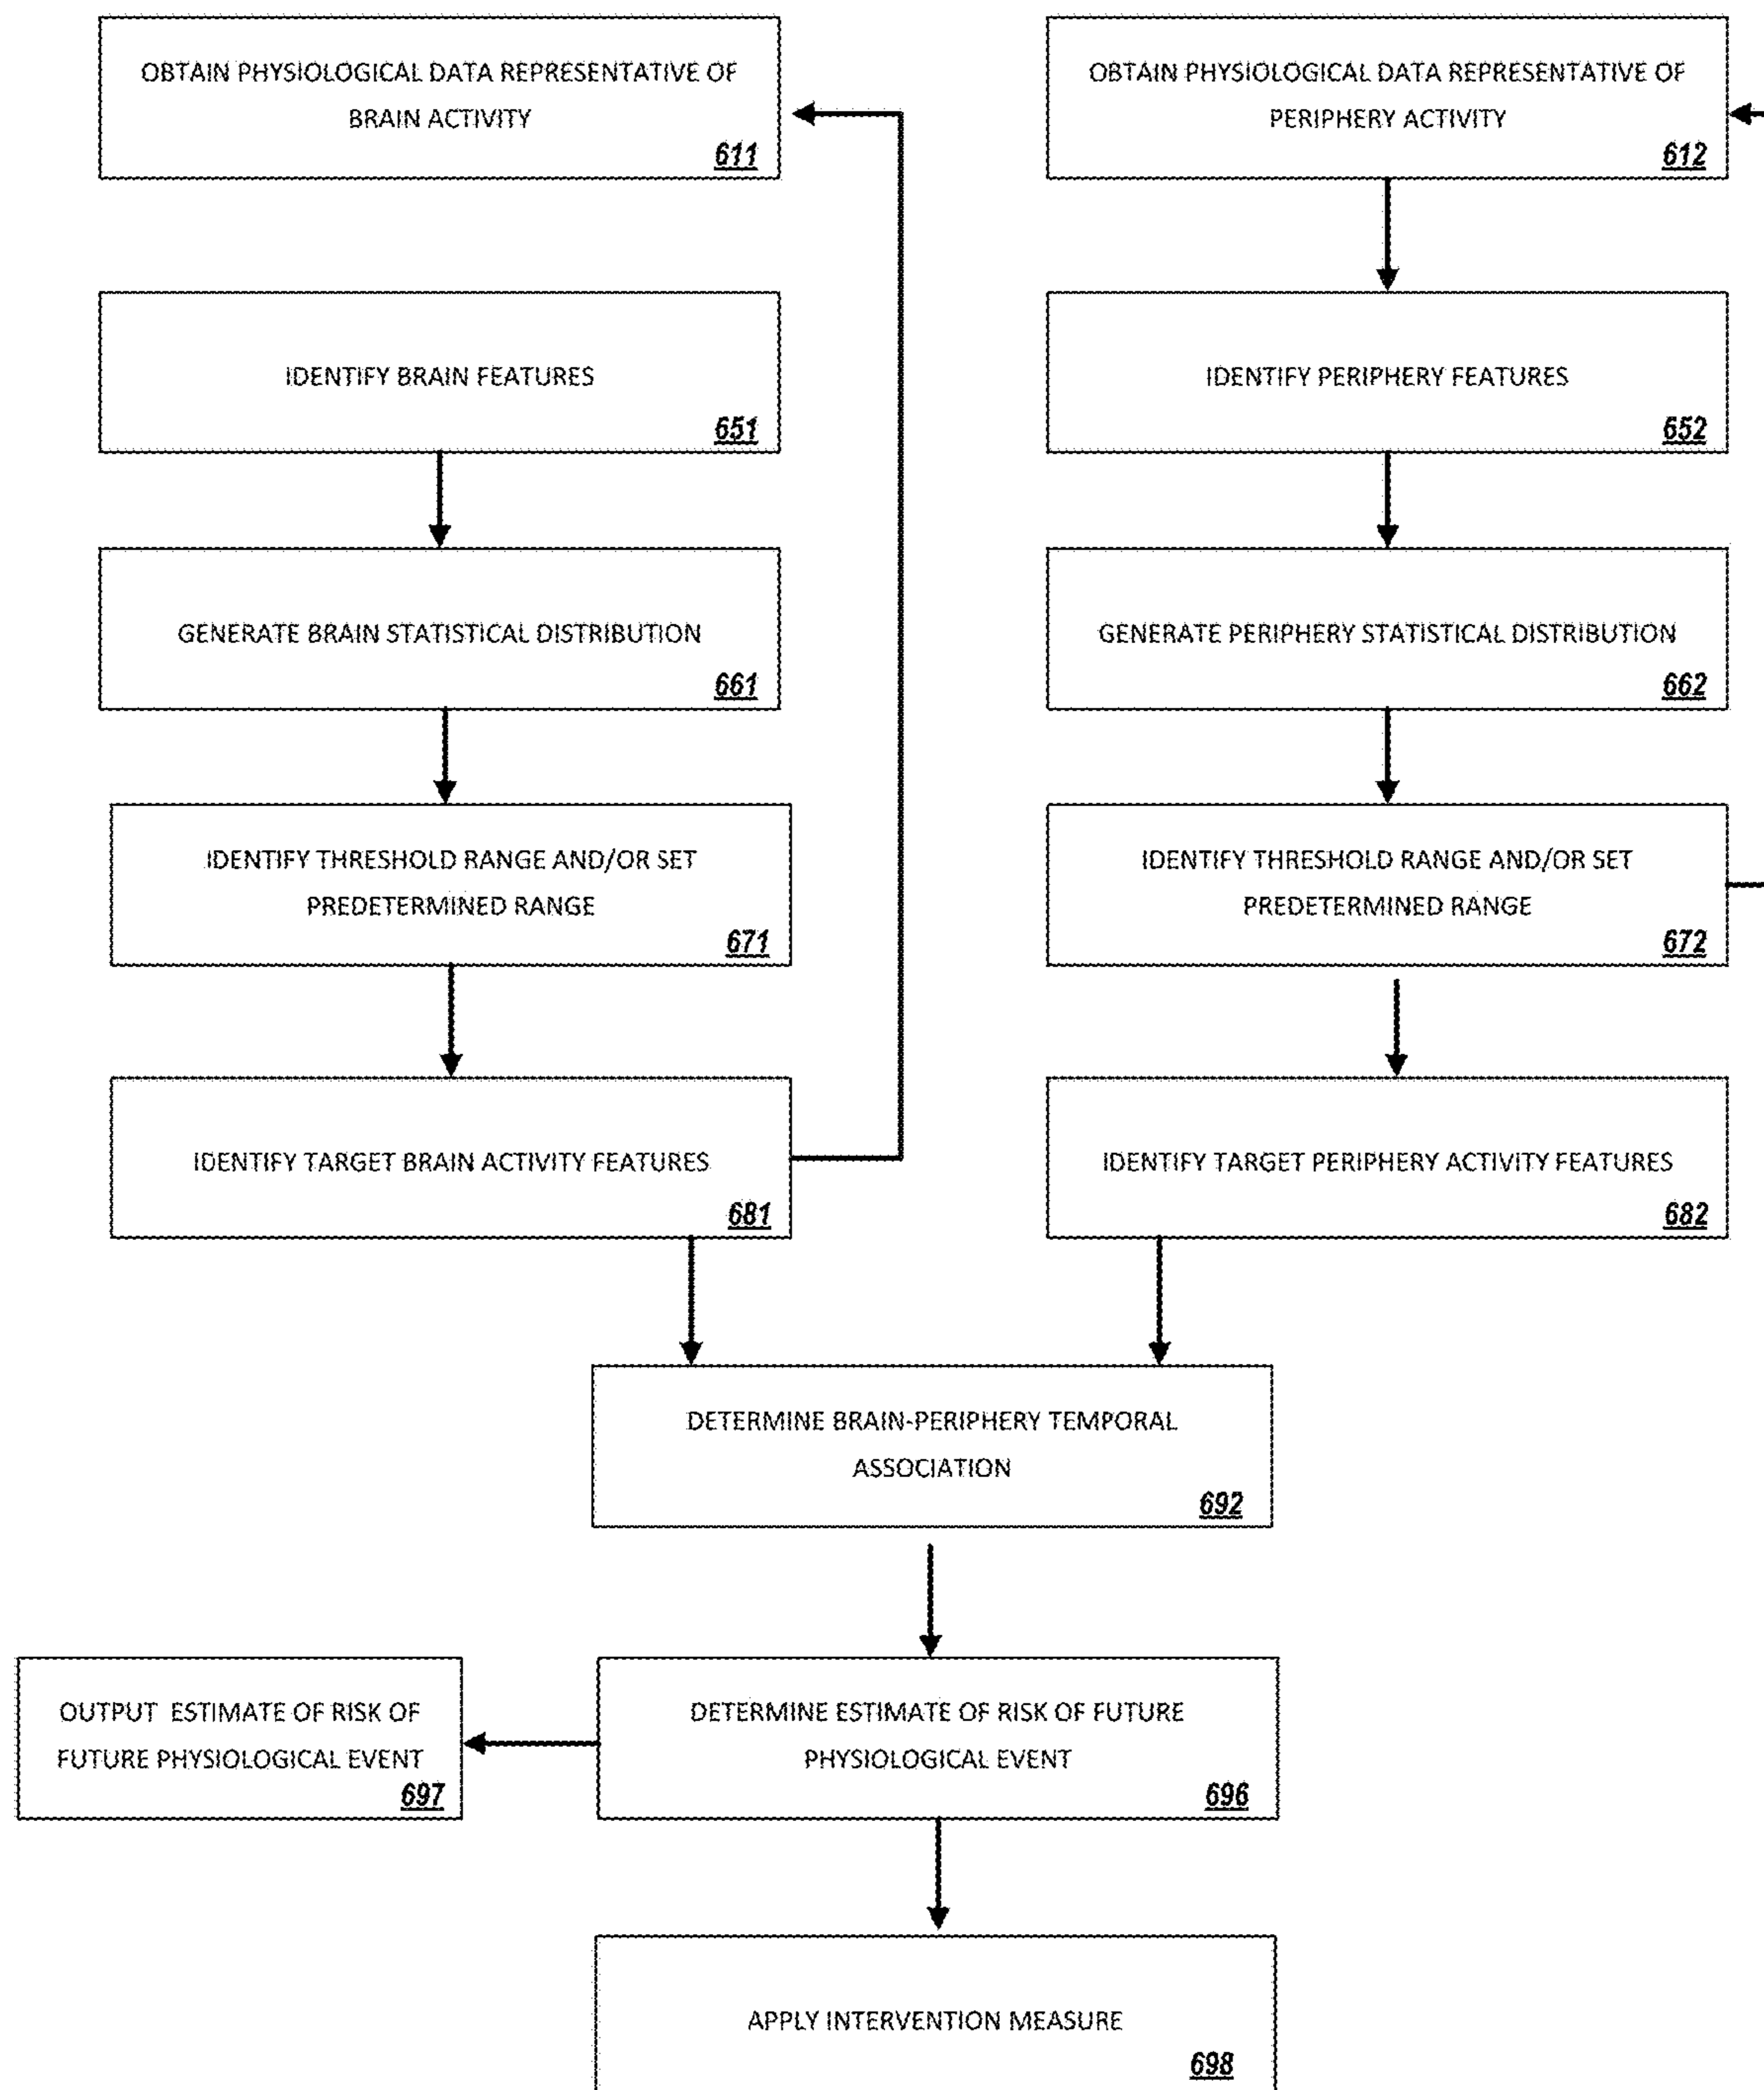 OBTAIN PHYSIOLOGICAL DATA REPRESENTATIVE OF
BRAIN ACTIVITY
611
OBTAIN PHYSIOLOGICAL DATA REPRESENTATIVE OF
PERIPHERY ACTIVITY
612
IDENTIFY BRAIN FEATURES
651
IDENTIFY PERIPHERY FEATURES
652
GENERATE BRAIN STATISTICAL DISTRIBUTION
661
GENERATE PERIPHERY STATISTICAL DISTRIBUTION
662
IDENTIFY THRESHOLD RANGE AND/OR SET
PREDETERMINED RANGE
671
IDENTIFY THRESHOLD RANGE AND/OR SET
PREDETERMINED RANGE
672
IDENTIFY TARGET BRAIN ACTIVITY FEATURES
681
IDENTIFY TARGET PERIPHERY ACTIVITY FEATURES
682
DETERMINE BRAIN-PERIPHERY TEMPORAL
ASSOCIATION
692
OUTPUT ESTIMATE OF RISK OF
FUTURE PHYSIOLOGICAL EVENT
697
DETERMINE ESTIMATE OF RISK OF FUTURE
PHYSIOLOGICAL EVENT
696
APPLY INTERVENTION MEASURE
698